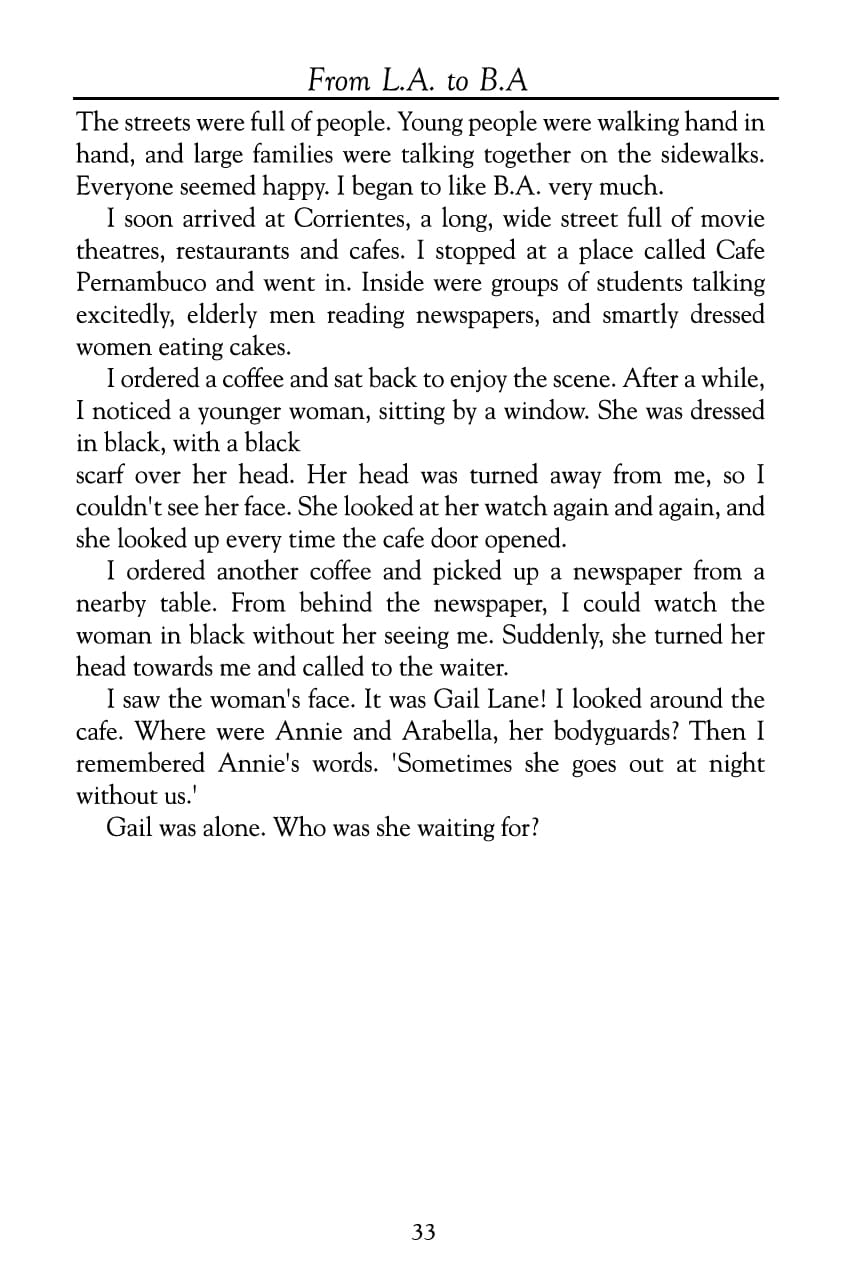 From L.A. to B.A
The streets were full of people. Young people were walking hand in
hand, and large families were talking together on the sidewalks.
Everyone seemed happy. I began to like B.A. very much.
I soon arrived at Corrientes, a long, wide street full of movie
theatres, restaurants and cafes. I stopped at a place called Cafe
Pernambuco and went in. Inside were groups of students talking
excitedly, elderly men reading newspapers, and smartly dressed
women eating cakes.
I ordered a coffee and sat back to enjoy the scene. After a while,
I noticed a younger woman, sitting by a window. She was dressed
in black, with a black
scarf over her head. Her head was turned away from me, so I
couldn't see her face. She looked at her watch again and again, and
she looked up every time the cafe door opened.
I ordered another coffee and picked up a newspaper from a
nearby table. From behind the newspaper, I could watch the
woman in black without her seeing me. Suddenly, she turned her
head towards me and called to the waiter.
I saw the woman's face. It was Gail Lane! I looked around the
cafe. Where were Annie and Arabella, her bodyguards? Then I
remembered Annie's words. 'Sometimes she goes out at night
without us.'
Gail was alone. Who was she waiting for?
33